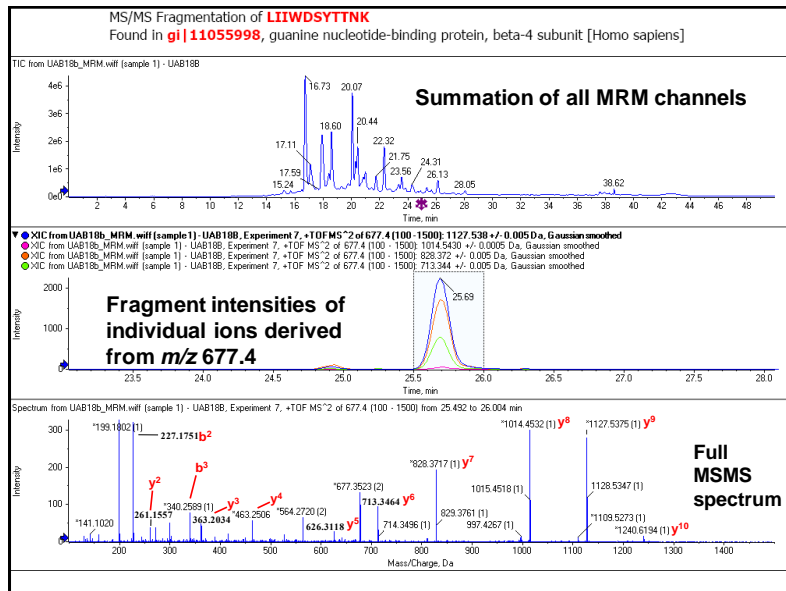 MS/MS Fragmentation of LIIWDSYTTNK
Found in gi|11055998, guanine nucleotide-binding protein, beta-4 subunit [Homo sapiens]
TIC from UAB18b_MRM.wiff (sample 1) - UAB18B
Summation of all MRM channels
Intensity
4e6
3e6
2e6
1e6
0e0
16.73
20.07
20.44
18.60
17.11
22.32
21.75
17.59
23.56
24.31
15.24
26.13
28.05
38.62
2 4 6 8 10 12 14 16 18 20 22 24 26 28 30 32 34 36 38 40 42 44 46 48
Time, min
XIC from UAB18b_MRM.wiff (sample 1) - UAB18B, Experiment 7, +TOF MS^2 of 677.4 (100 - 1500): 1127.538 +/- 0.005 Da, Gaussian smoothed
XIC from UAB18b_MRM.wiff (sample 1) - UAB18B, Experiment 7, +TOF MS^2 of 677.4 (100 - 1500): 1014.5430 +/- 0.0005 Da, Gaussian smoothed
XIC from UAB18b_MRM.wiff (sample 1) - UAB18B, Experiment 7, +TOF MS^2 of 677.4 (100 - 1500): 828.372 +/- 0.005 Da, Gaussian smoothed
XIC from UAB18b_MRM.wiff (sample 1) - UAB18B, Experiment 7, +TOF MS^2 of 677.4 (100 - 1500): 713.344 +/- 0.005 Da, Gaussian smoothed
Intensity
2000
1000
0
Fragment intensities of
individual ions derived
from m/z 677.4
25.69
23.5 24.0 24.5 25.0 25.5 26.0 26.5 27.0 27.5 28.0
Time, min
Spectrum from UAB18b_MRM.wiff (sample 1) - UAB18B, Experiment 7, +TOF MS^2 of 677.4 (100 - 1500) from 25.492 to 26.004 min
Intensity
300
200
100
0
*199.1802 (1)
227.1751 b2
b3
y2
261.1557
*340.2589 (1)
y3
363.2034
y4
*463.2506
*564.2720 (2)
*141.1020
*677.3523 (2)
713.3464 y6
626.3118 y5
714.3496 (1)
*828.3717 (1) y7
829.3761 (1)
*1014.4532 (1) y8
1015.4518 (1)
997.4267 (1)
*1127.5375 (1) y9
1128.5347 (1)
*1109.5273 (1)
y10
*1240.6194 (1)
Full
MSMS
spectrum
200 300 400 500 600 700 800 900 1000 1100 1200 1300 1400
Mass/Charge, Da